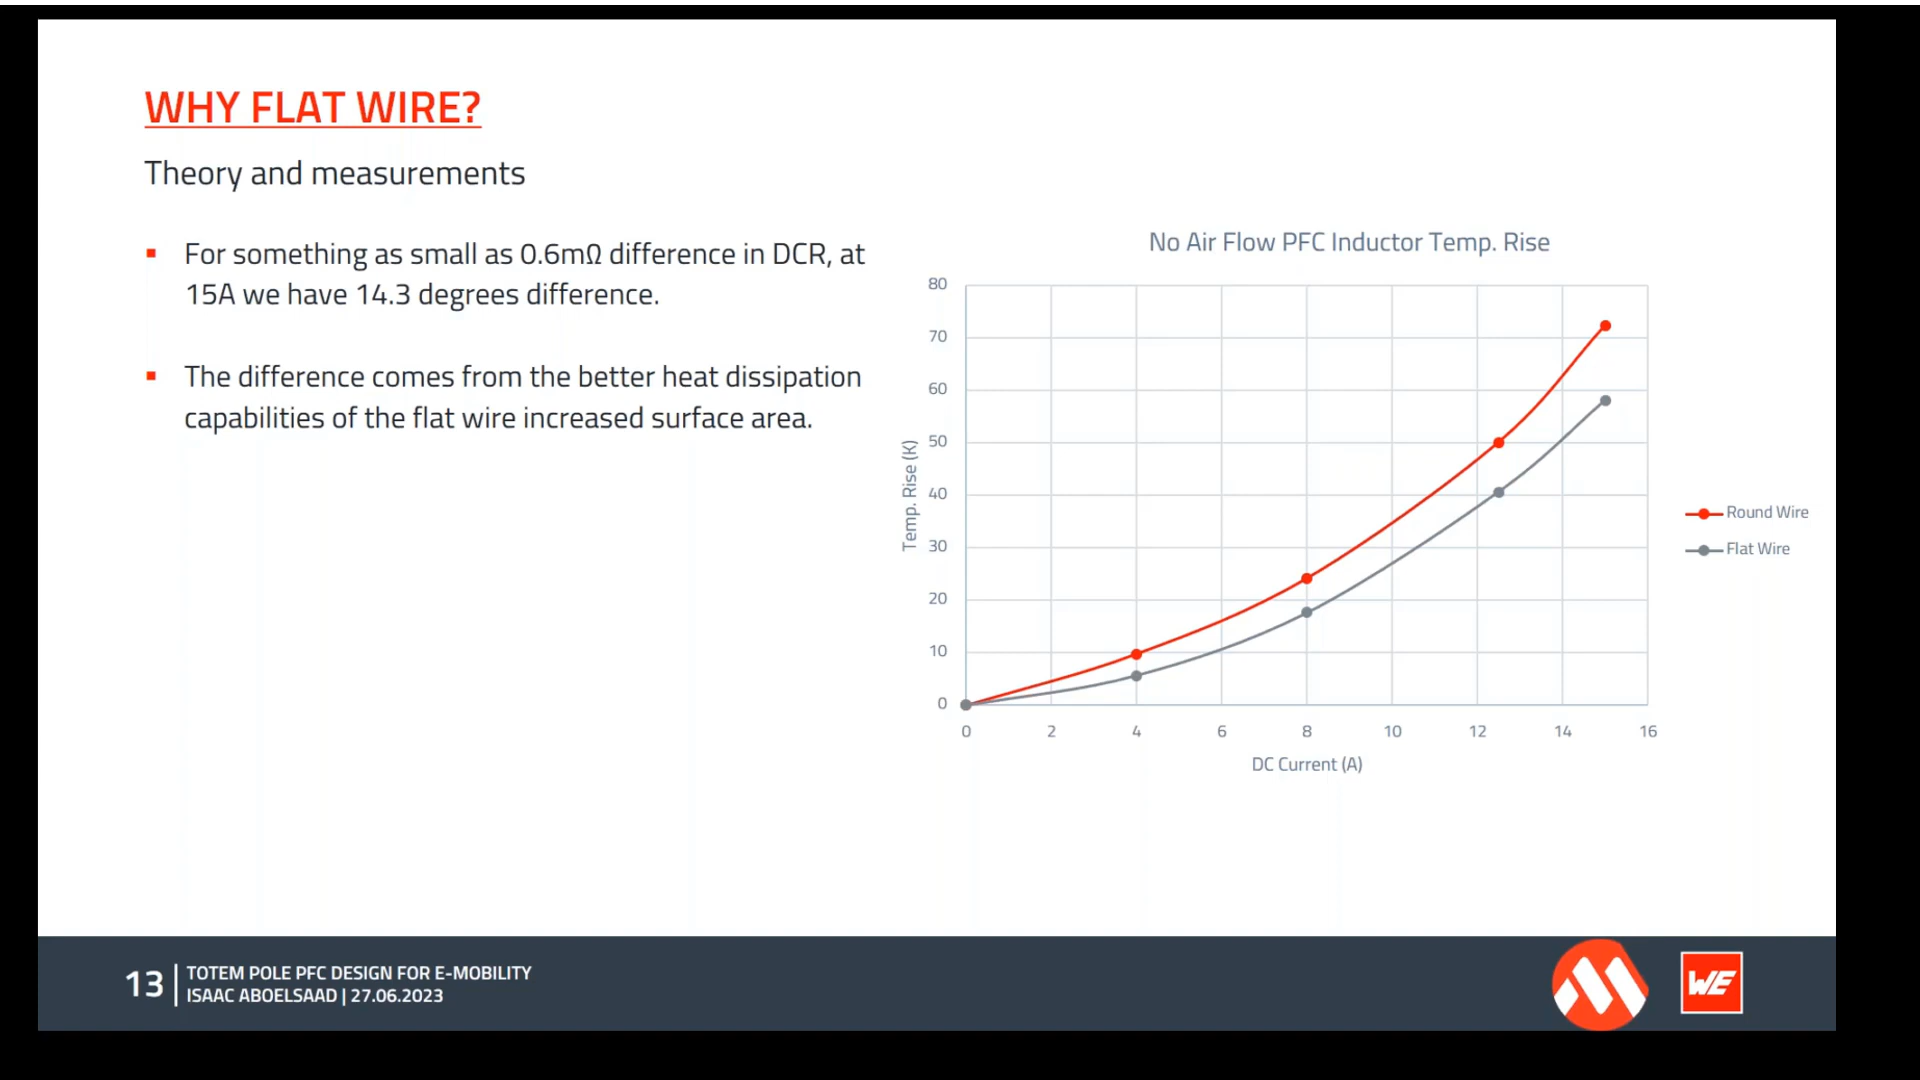 WHY FLAT WIRE?
Theory and measurements
For something as small as 0.6mΩ difference in DCR, at
15A we have 14.3 degrees difference.
The difference comes from the better heat dissipation
capabilities of the flat wire increased surface area.
No Air Flow PFC Inductor Temp. Rise
80
70
60
50
40
30
20
10
0
Temp. Rise (K)
0 2 4 6 8 10 12 14 16
DC Current (A)
Round Wire
Flat Wire
13
TOTEM POLE PFC DESIGN FOR E-MOBILITY
ISAAC ABOELSAAD | 27.06.2023
WE